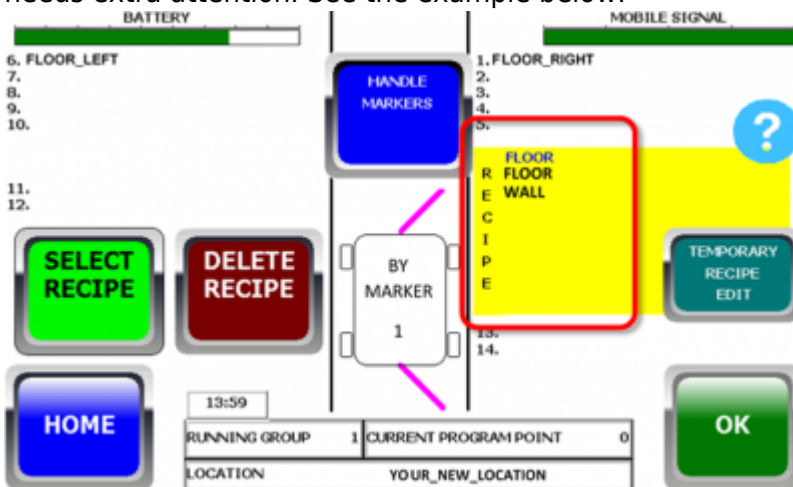 needs extra attention. See the example below.
BATTERY
MOBILE SIGNAL
6. FLOOR_LEFT
7.
8.
9.
10.
11.
12.
HANDLE
MARKERS
1. FLOOR_RIGHT
2.
3.
4.
5.
?
FLOOR
FLOOR
WALL
R
E
C
I
P
E
TEMPORARY
RECIPE
EDIT
13.
14.
SELECT
RECIPE
DELETE
RECIPE
BY
MARKER
1
HOME
13:59
RUNNING GROUP 1 CURRENT PROGRAM POINT 0
LOCATION YOUR_NEW_LOCATION
OK